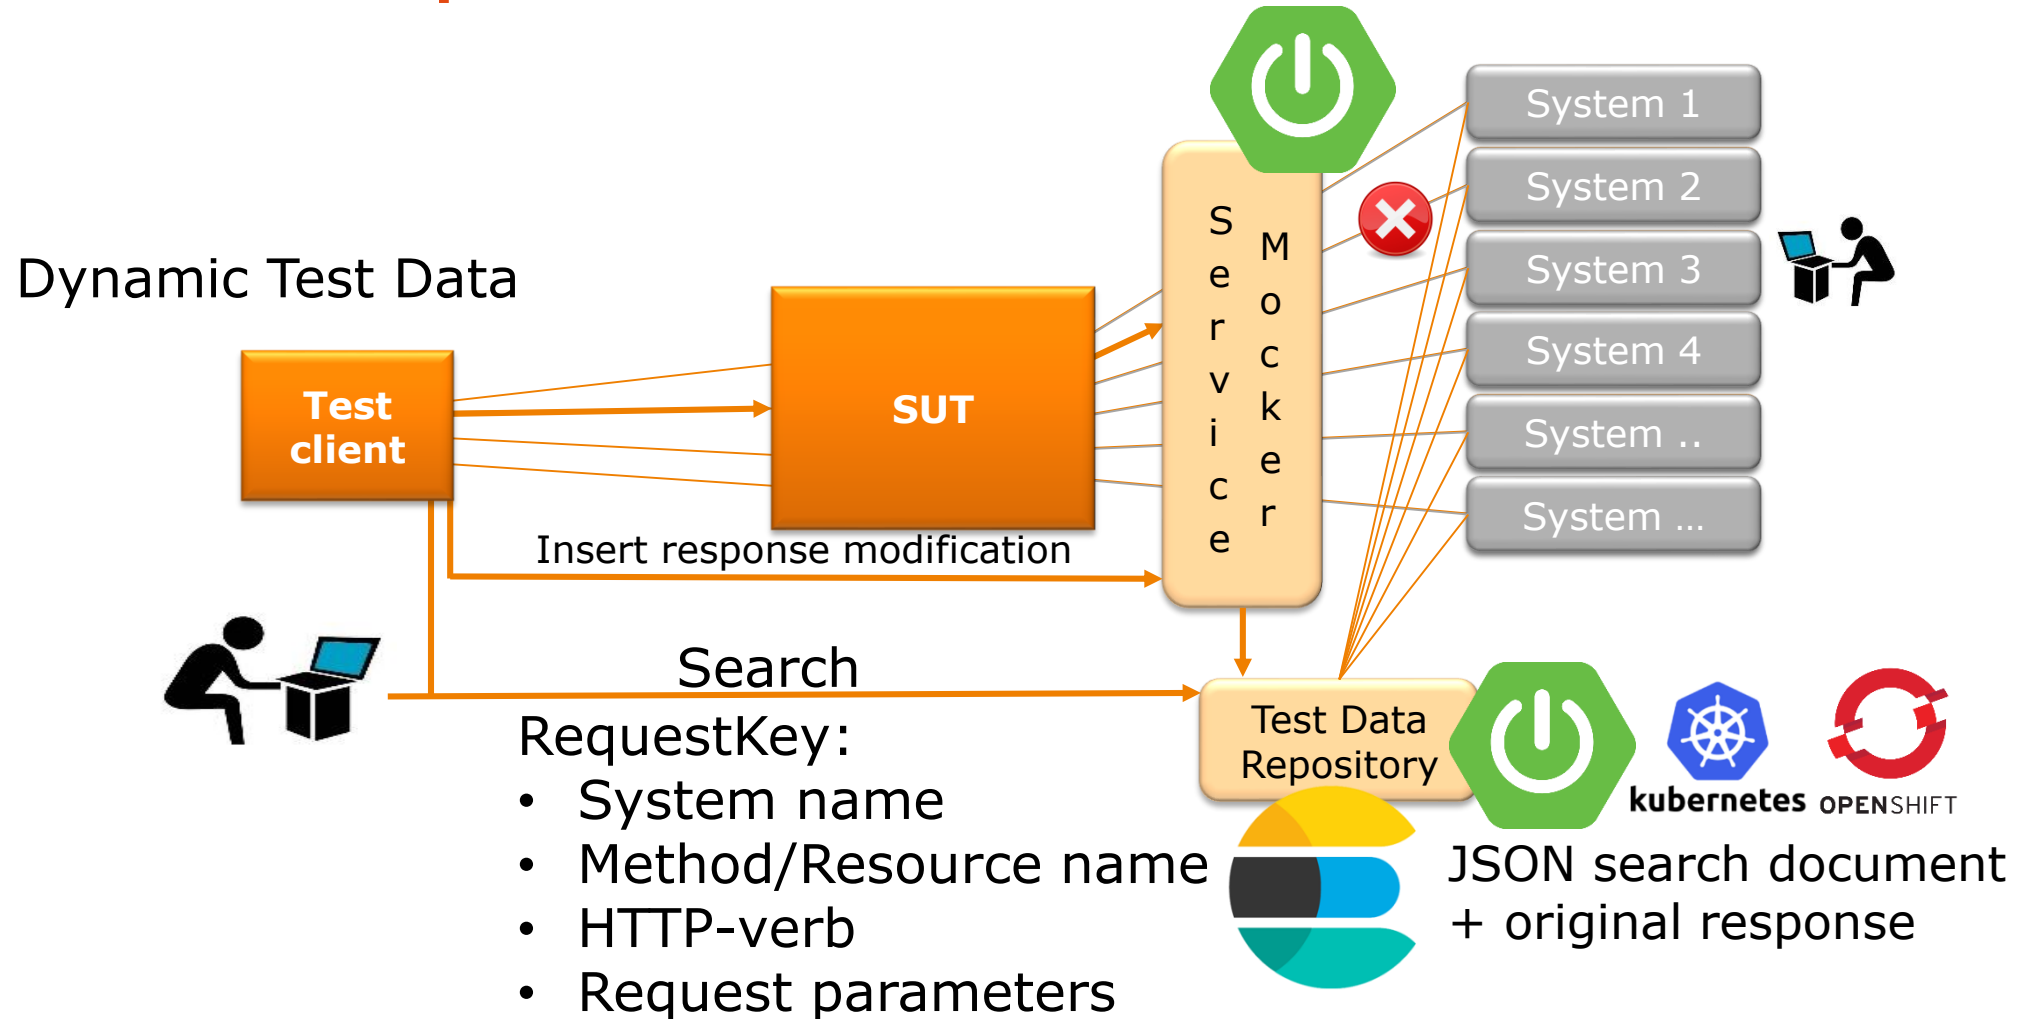 Dynamic Test Data
Test
client
SUT
Service
Mocker
System 1
System 2
System 3
System 4
System ..
System ...
Insert response modification
Search
RequestKey:
• System name
• Method/Resource name
• HTTP-verb
• Request parameters
Test Data
Repository
kubernetes
OPENSHIFT
JSON search document
+ original response